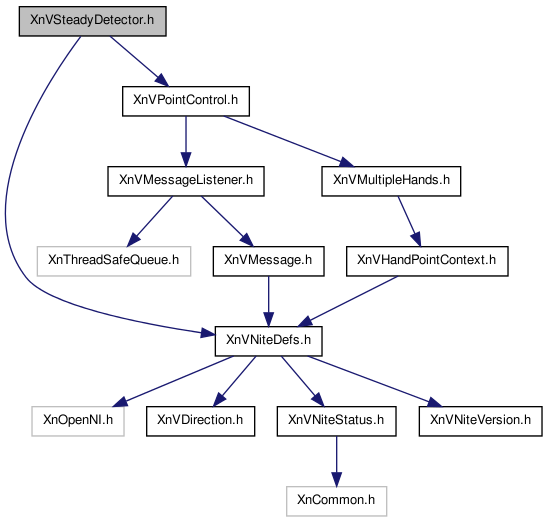 XnVSteadyDetector.h
XnVPointControl.h
XnVMessageListener.h
XnVMultipleHands.h
XnThreadSafeQueue.h
XnVMessage.h
XnVHandPointContext.h
XnVNiteDefs.h
XnOpenNI.h
XnVDirection.h
XnVNiteStatus.h
XnVNiteVersion.h
XnCommon.h